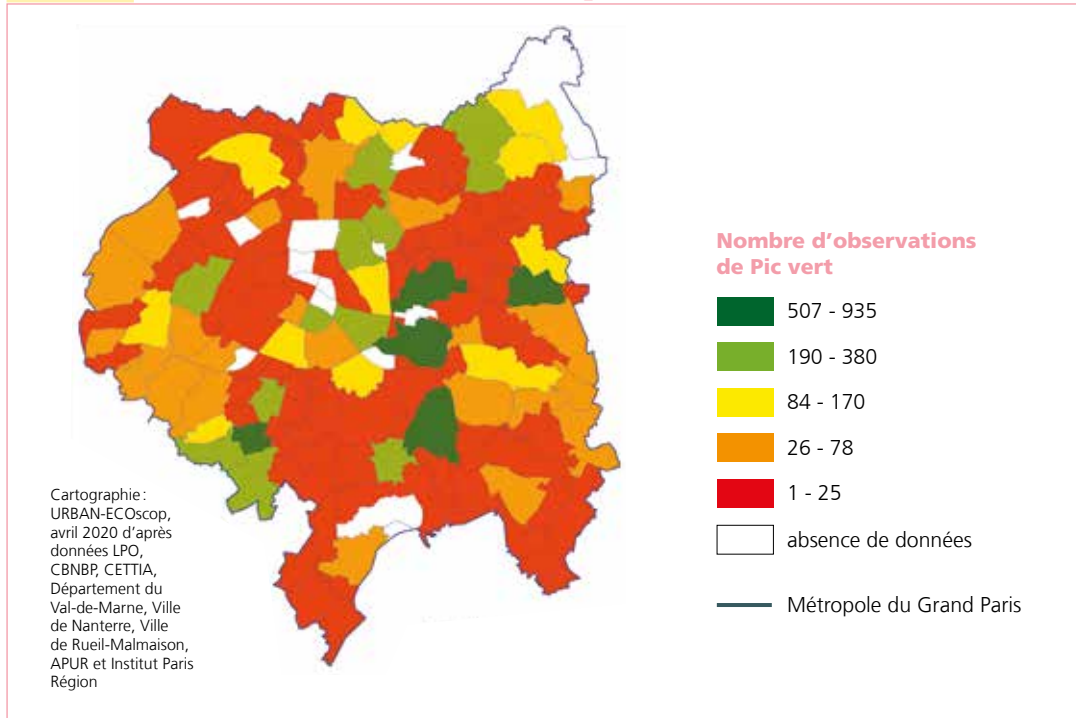 Nombre d'observations
de Pic vert
507 - 935
190 - 380
84 - 170
26 - 78
1 - 25
absence de données
Métropole du Grand Paris
Cartographie :
URBAN-ECOscop,
avril 2020 d'après
données LPO,
CBNBP, CETTIA,
Département du
Val-de-Marne, Ville
de Nanterre, Ville
de Rueil-Malmaison,
APUR et Institut Paris
Région